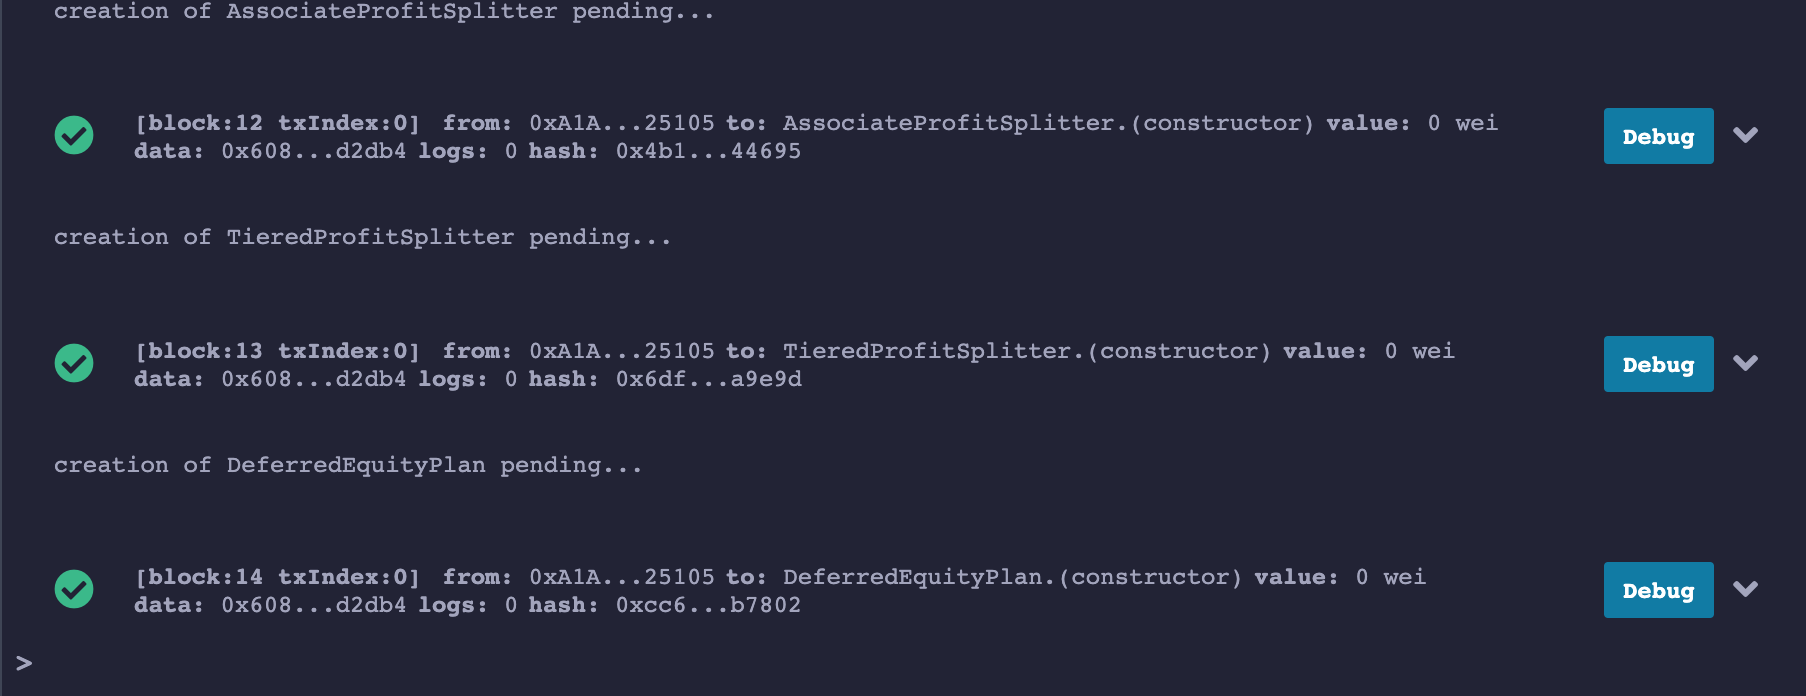 creation of AssociateProfitSplitter pending...
[block:12 txIndex:0] from: 0xA1A...25105 to: AssociateProfitSplitter.(constructor) value: 0 wei
data: 0x608...d2db4 logs: 0 hash: 0x4b1...44695
Debug
creation of TieredProfitSplitter pending...
[block:13 txIndex:0] from: 0xA1A...25105 to: TieredProfitSplitter.(constructor) value: 0 wei
data: 0x608...d2db4 logs: 0 hash: 0x6df...a9e9d
Debug
creation of DeferredEquityPlan pending...
[block:14 txIndex:0] from: 0xA1A...25105 to: DeferredEquityPlan.(constructor) value: 0 wei
data: 0x608...d2db4 logs: 0 hash: 0xcc6...b7802
Debug
>